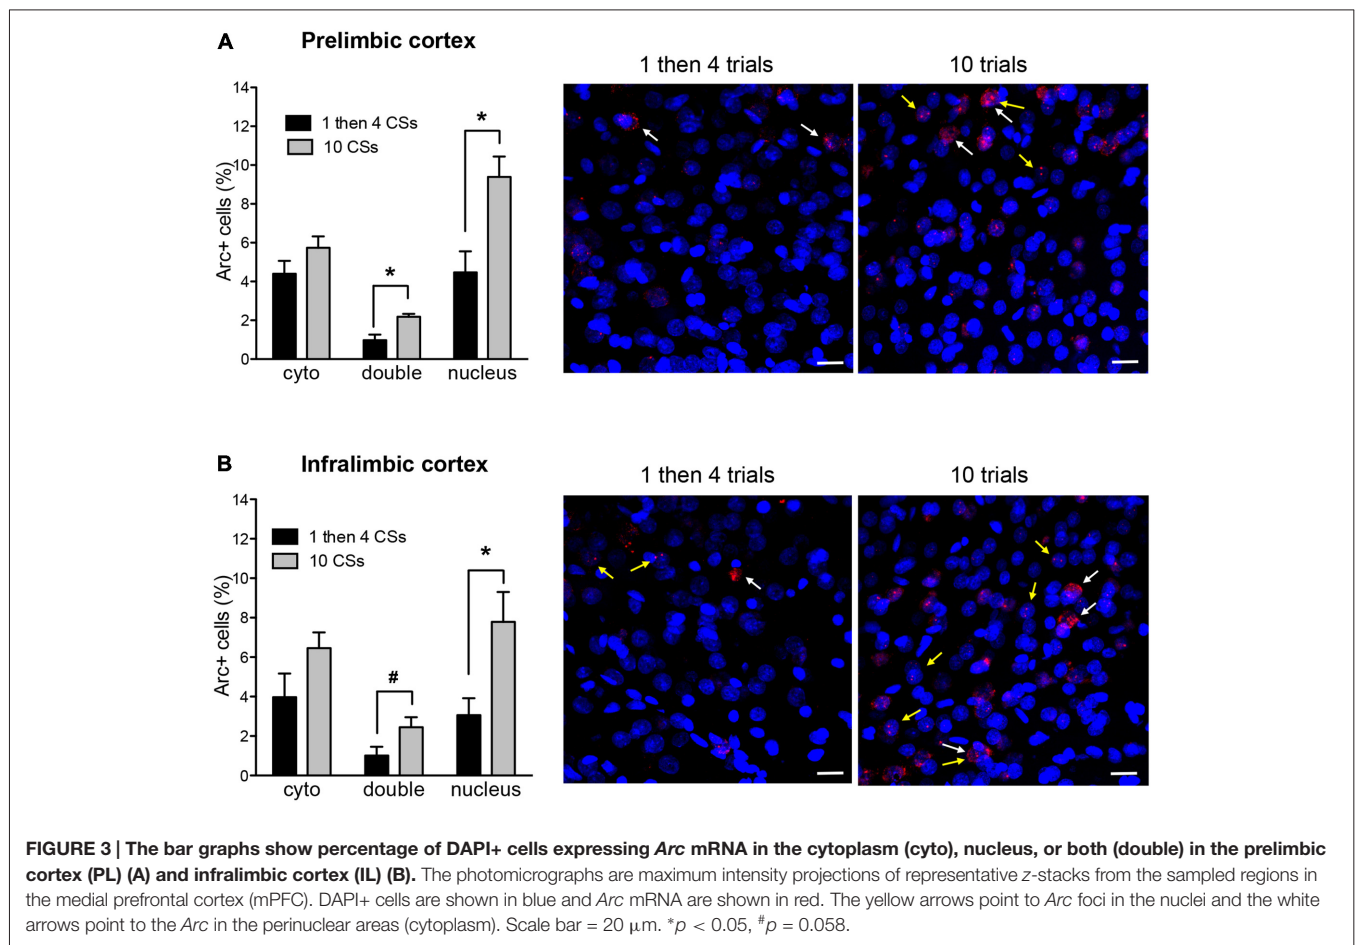 A Prelimbic cortex
1 then 4 trials
10 trials
Arc+ cells (%)
14
12
10
8
6
4
2
0
1 then 4 CSs
10 CSs
*
*
cyto double nucleus
B Infralimbic cortex
1 then 4 trials
10 trials
Arc+ cells (%)
14
12
10
8
6
4
2
0
1 then 4 CSs
10 CSs
#
*
cyto double nucleus
FIGURE 3 | The bar graphs show percentage of DAPI+ cells expressing Arc mRNA in the cytoplasm (cyto), nucleus, or both (double) in the prelimbic
cortex (PL) (A) and infralimbic cortex (IL) (B). The photomicrographs are maximum intensity projections of representative z-stacks from the sampled regions in
the medial prefrontal cortex (mPFC). DAPI+ cells are shown in blue and Arc mRNA are shown in red. The yellow arrows point to Arc foci in the nuclei and the white
arrows point to the Arc in the perinuclear areas (cytoplasm). Scale bar = 20 μm. *p < 0.05, #p = 0.058.